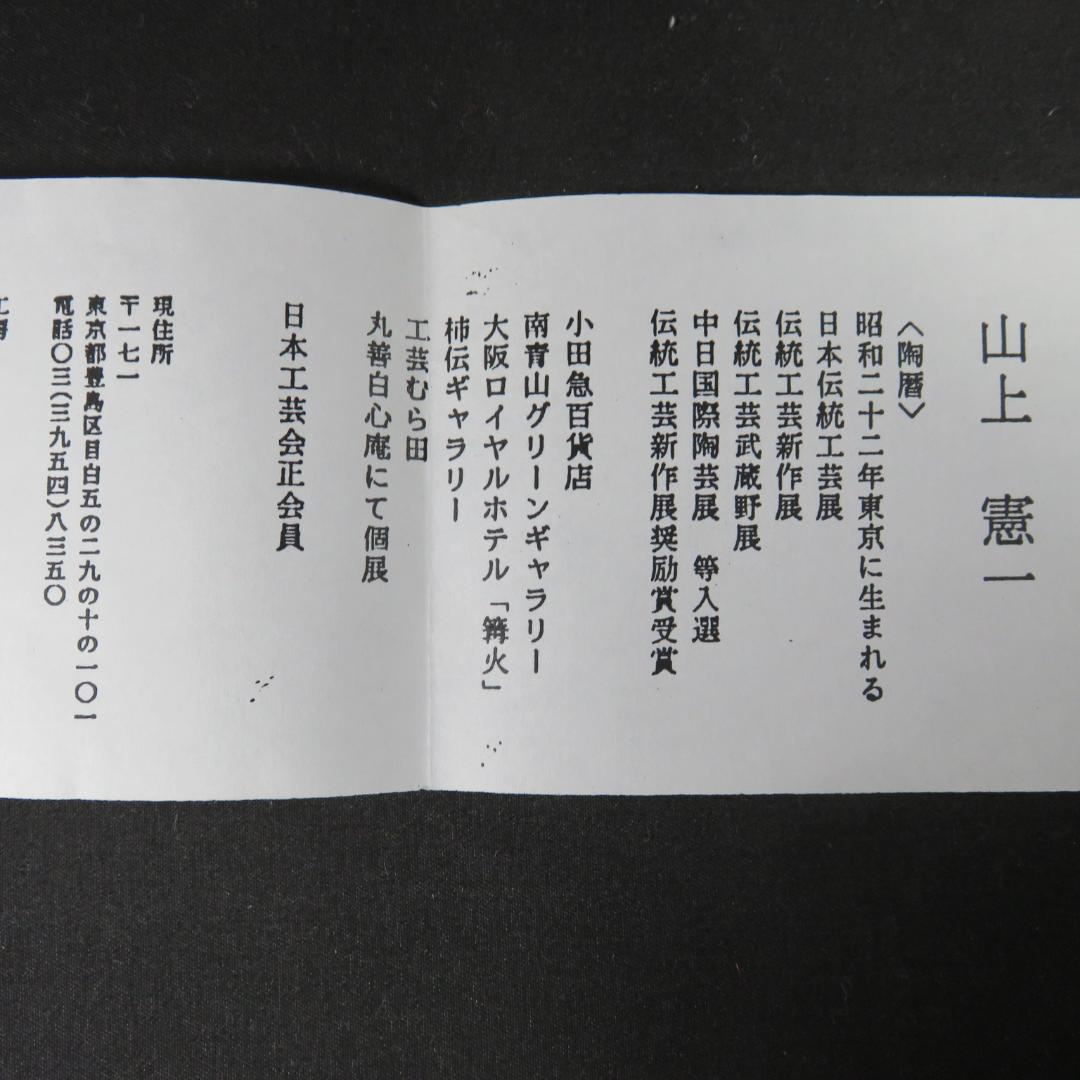 山上 憲一
〈陶暦〉
昭和二十二年東京に生まれる
日本伝統工芸展
伝統工芸新作展
伝統工芸武蔵野展
中日国際陶芸展 等入選
伝統工芸新作展奨励賞受賞
小田急百貨店
南青山グリーンギャラリー
大阪ロイヤルホテル「篝火」
柿伝ギャラリー
工芸むら田
丸善白心庵にて個展
日本工芸会正会員
現住所
〒一七一
東京都豊島区目白五の二九の十の一〇一
電話〇三(三九五四)八三五〇